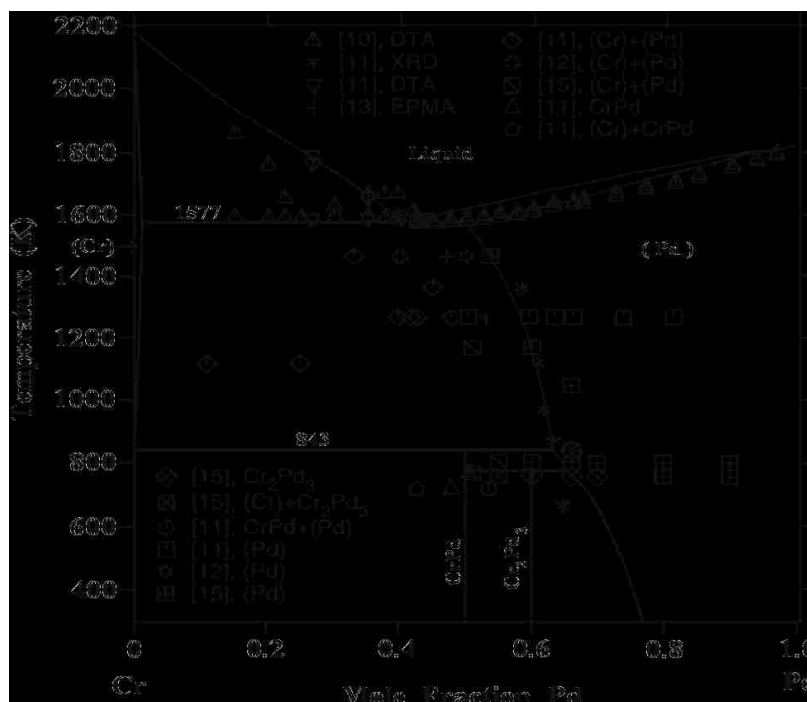 2200
2000
1800
1600
1400
1200
1000
800
600
400
Temperature (K)
[10], DTA
[11], XRD
[11], DTA
[13], EPMA
[11], (Cr)+(Pd)
[12], (Cr)+(Pd)
[15], (Cr)+(Pd)
[11], CrPd
[11], (Cr)+CrPd
Liquid
1577
(Cr)
(Pd)
843
[15], Cr₂Pd₃
[15], (Cr)+Cr₂Pd₃
[11], CrPd+(Pd)
[11], (Pd)
[12], (Pd)
[15], (Pd)
CrPd
Cr₂Pd₃
0 0.2 0.4 0.6 0.8 1.0
Cr Mole Fraction Pd